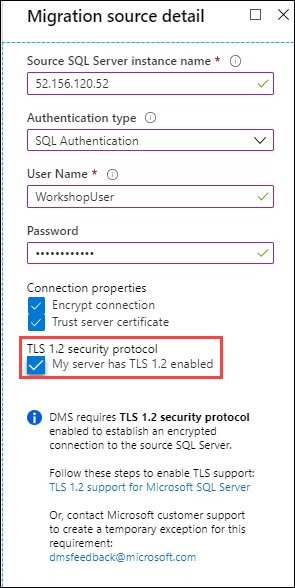 Migration source detail
Source SQL Server instance name *
52.156.120.52
Authentication type
SQL Authentication
User Name *
WorkshopUser
Password
••••••••••••
Connection properties
Encrypt connection
Trust server certificate
TLS 1.2 security protocol
My server has TLS 1.2 enabled
DMS requires TLS 1.2 security protocol
enabled to establish an encrypted
connection to the source SQL Server.
Follow these steps to enable TLS support:
TLS 1.2 support for Microsoft SQL Server
Or, contact Microsoft customer support
to create a temporary exception for this
requirement:
dmsfeedback@microsoft.com